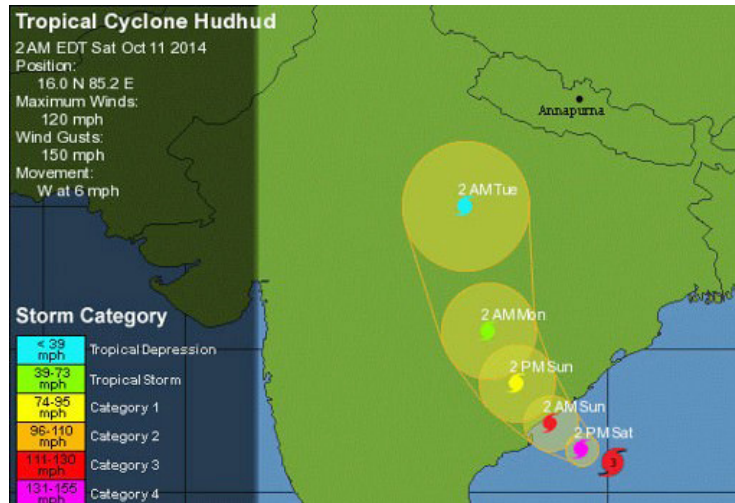 Tropical Cyclone Hudhud
2 AM EDT Sat Oct 11 2014
Position:
16.0 N 85.2 E
Maximum Winds:
120 mph
Wind Gusts:
150 mph
Movement:
W at 6 mph
Annapurna
2 AM Tue
2 AM Mon
2 PM Sun
2 AM Sun
2 PM Sat
3
Storm Category
< 39 mph Tropical Depression
39-73 mph Tropical Storm
74-95 mph Category 1
96-110 mph Category 2
111-130 mph Category 3
131-155 mph Category 4